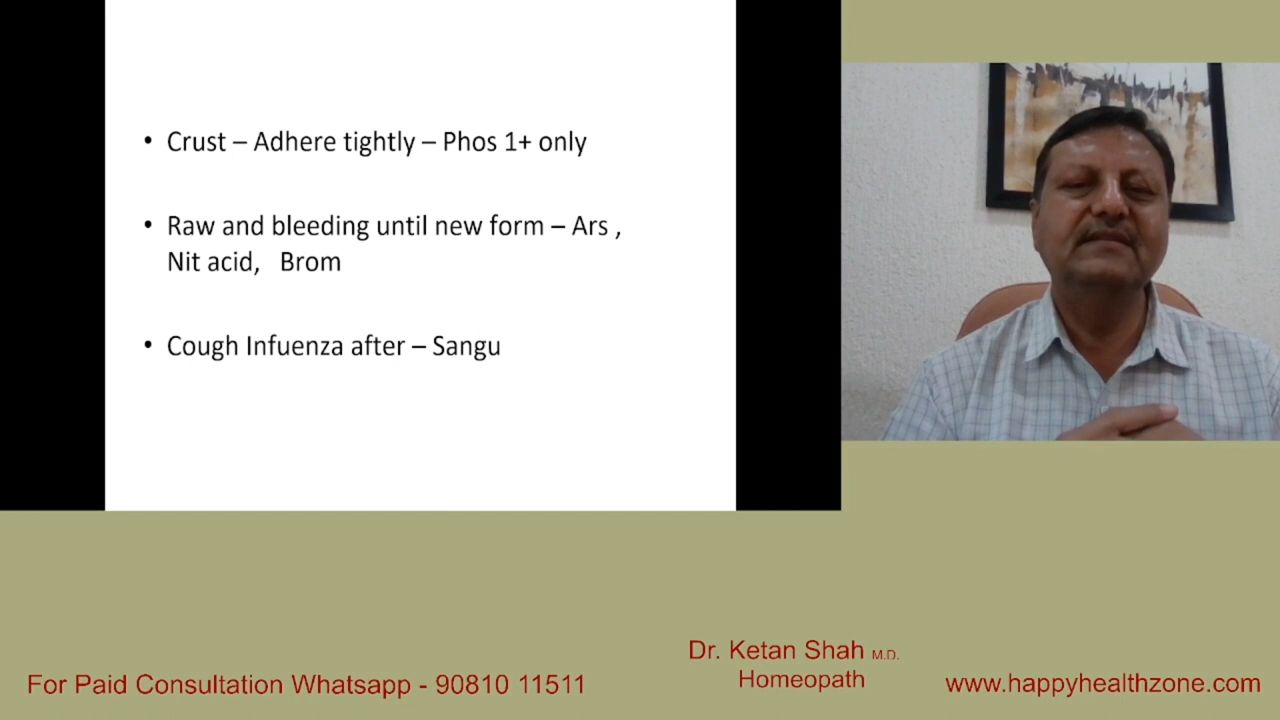 • Crust – Adhere tightly – Phos 1+ only
• Raw and bleeding until new form – Ars ,
Nit acid, Brom
• Cough Infuenza after – Sangu
Dr. Ketan Shah M.D.
Homeopath
For Paid Consultation Whatsapp - 90810 11511
www.happyhealthzone.com